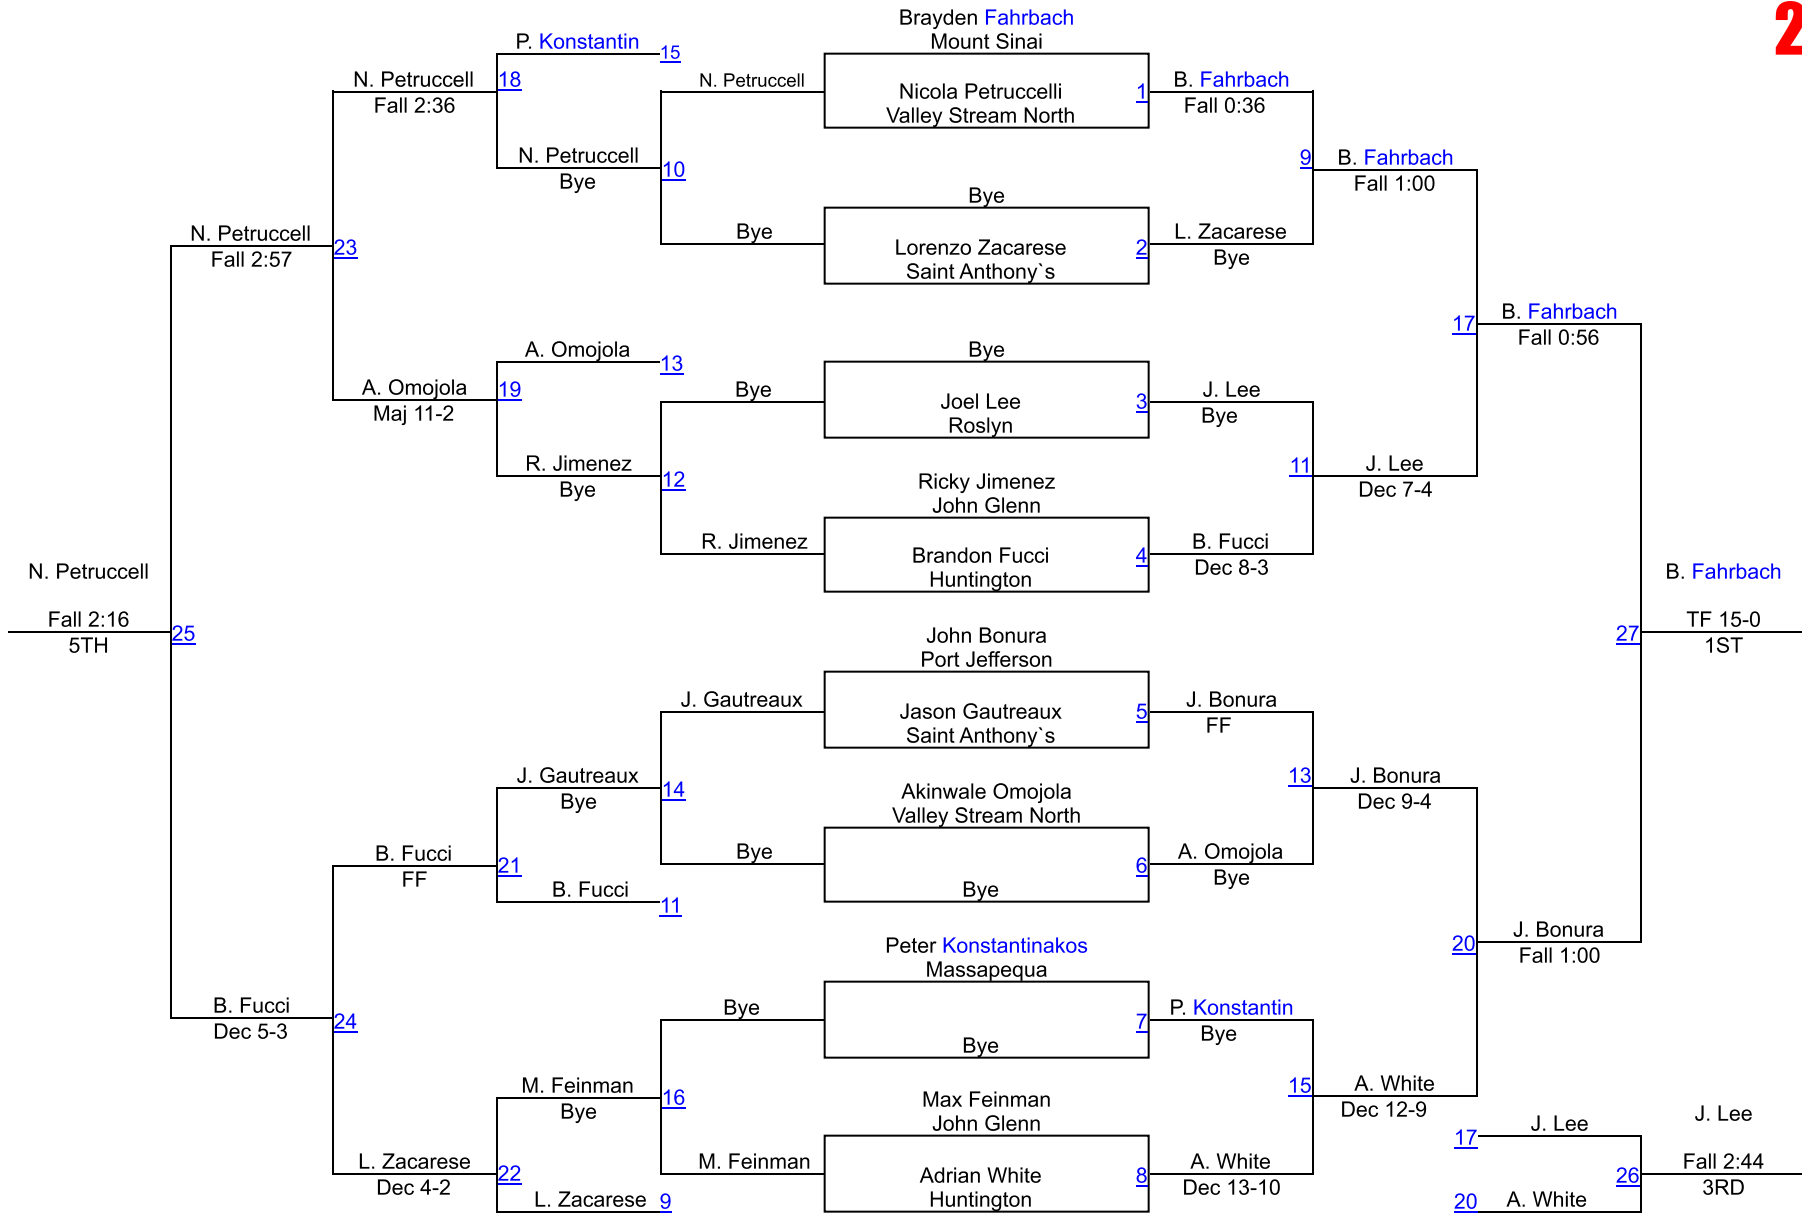 2
Brayden Fahrbach
Mount Sinai
P. Konstantin 15
N. Petruccell 18
Fall 2:36
N. Petruccell
Nicola Petruccelli 1
Valley Stream North
B. Fahrbach
Fall 0:36
N. Petruccell 10
Bye
9 B. Fahrbach
Fall 1:00
Bye
N. Petruccell 23
Fall 2:57
Bye
Lorenzo Zacarese 2
Saint Anthony`s
L. Zacarese
Bye
17 B. Fahrbach
Fall 0:56
A. Omojola 13
Bye
A. Omojola 19
Maj 11-2
Bye
Joel Lee 3
Roslyn
J. Lee
Bye
R. Jimenez 12
Bye
Ricky Jimenez
John Glenn
11 J. Lee
Dec 7-4
R. Jimenez
Brandon Fucci 4
Huntington
B. Fucci
Dec 8-3
N. Petruccell
Fall 2:16 25
5TH
B. Fahrbach
27 TF 15-0
1ST
John Bonura
Port Jefferson
J. Gautreaux
Jason Gautreaux 5
Saint Anthony`s
J. Bonura
FF
J. Gautreaux 14
Bye
Akinwale Omojola
Valley Stream North
13 J. Bonura
Dec 9-4
B. Fucci 21
FF
Bye
6
Bye
A. Omojola
Bye
B. Fucci 11
Peter Konstantinakos
Massapequa
20 J. Bonura
Fall 1:00
B. Fucci 24
Dec 5-3
Bye
7
Bye
P. Konstantin
Bye
M. Feinman 16
Bye
Max Feinman
John Glenn
15 A. White
Dec 12-9
17 J. Lee
J. Lee
L. Zacarese 22
Dec 4-2
M. Feinman
Adrian White 8
Huntington
A. White
Dec 13-10
26 Fall 2:44
3RD
L. Zacarese 9
20 A. White